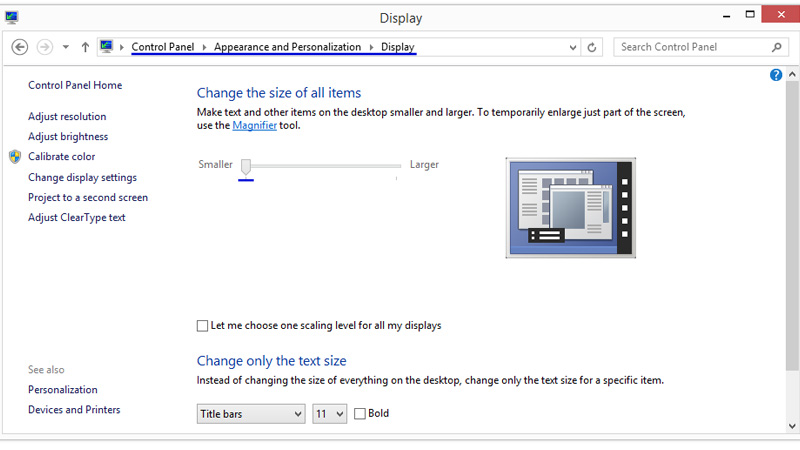 Display
Control Panel Appearance and Personalization Display
Search Control Panel
Control Panel Home
Adjust resolution
Adjust brightness
Calibrate color
Change display settings
Project to a second screen
Adjust ClearType text
See also
Personalization
Devices and Printers
Change the size of all items
Make text and other items on the desktop smaller and larger. To temporarily enlarge just part of the screen,
use the Magnifier tool.
Smaller Larger
Let me choose one scaling level for all my displays
Change only the text size
Instead of changing the size of everything on the desktop, change only the text size for a specific item.
Title bars 11 Bold